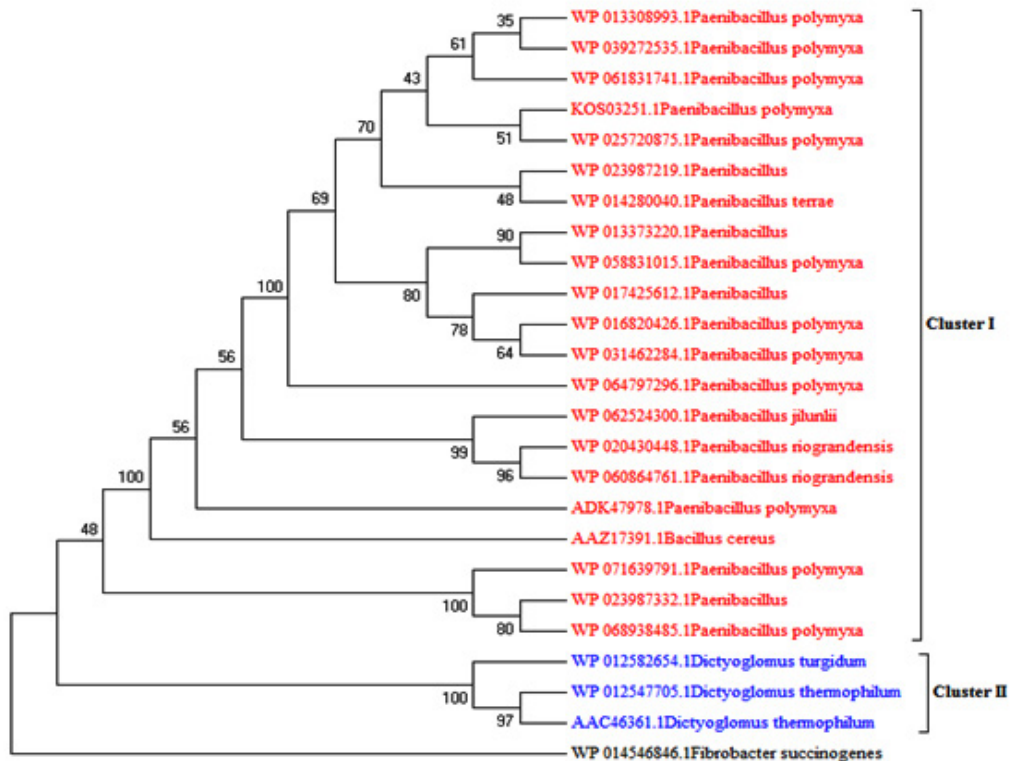 35
WP 013308993.1Paenibacillus polymyxa
61
WP 039272535.1Paenibacillus polymyxa
43
WP 061831741.1Paenibacillus polymyxa
KOS03251.1Paenibacillus polymyxa
70
51
WP 025720875.1Paenibacillus polymyxa
WP 023987219.1Paenibacillus
69
48
WP 014280040.1Paenibacillus terrae
90
WP 013373220.1Paenibacillus
WP 058831015.1Paenibacillus polymyxa
100
80
WP 017425612.1Paenibacillus
78
WP 016820426.1Paenibacillus polymyxa
Cluster I
64
WP 031462284.1Paenibacillus polymyxa
56
WP 064797296.1Paenibacillus polymyxa
WP 062524300.1Paenibacillus jilunlii
56
99
WP 020430448.1Paenibacillus riograndensis
100
96
WP 060864761.1Paenibacillus riograndensis
ADK47978.1Paenibacillus polymyxa
48
AAZ17391.1Bacillus cereus
WP 071639791.1Paenibacillus polymyxa
100
WP 023987332.1Paenibacillus
80
WP 068938485.1Paenibacillus polymyxa
WP 012582654.1Dictyoglomus turgidum
100
WP 012547705.1Dictyoglomus thermophilum
Cluster II
97
AAC46361.1Dictyoglomus thermophilum
WP 014546846.1Fibrobacter succinogenes